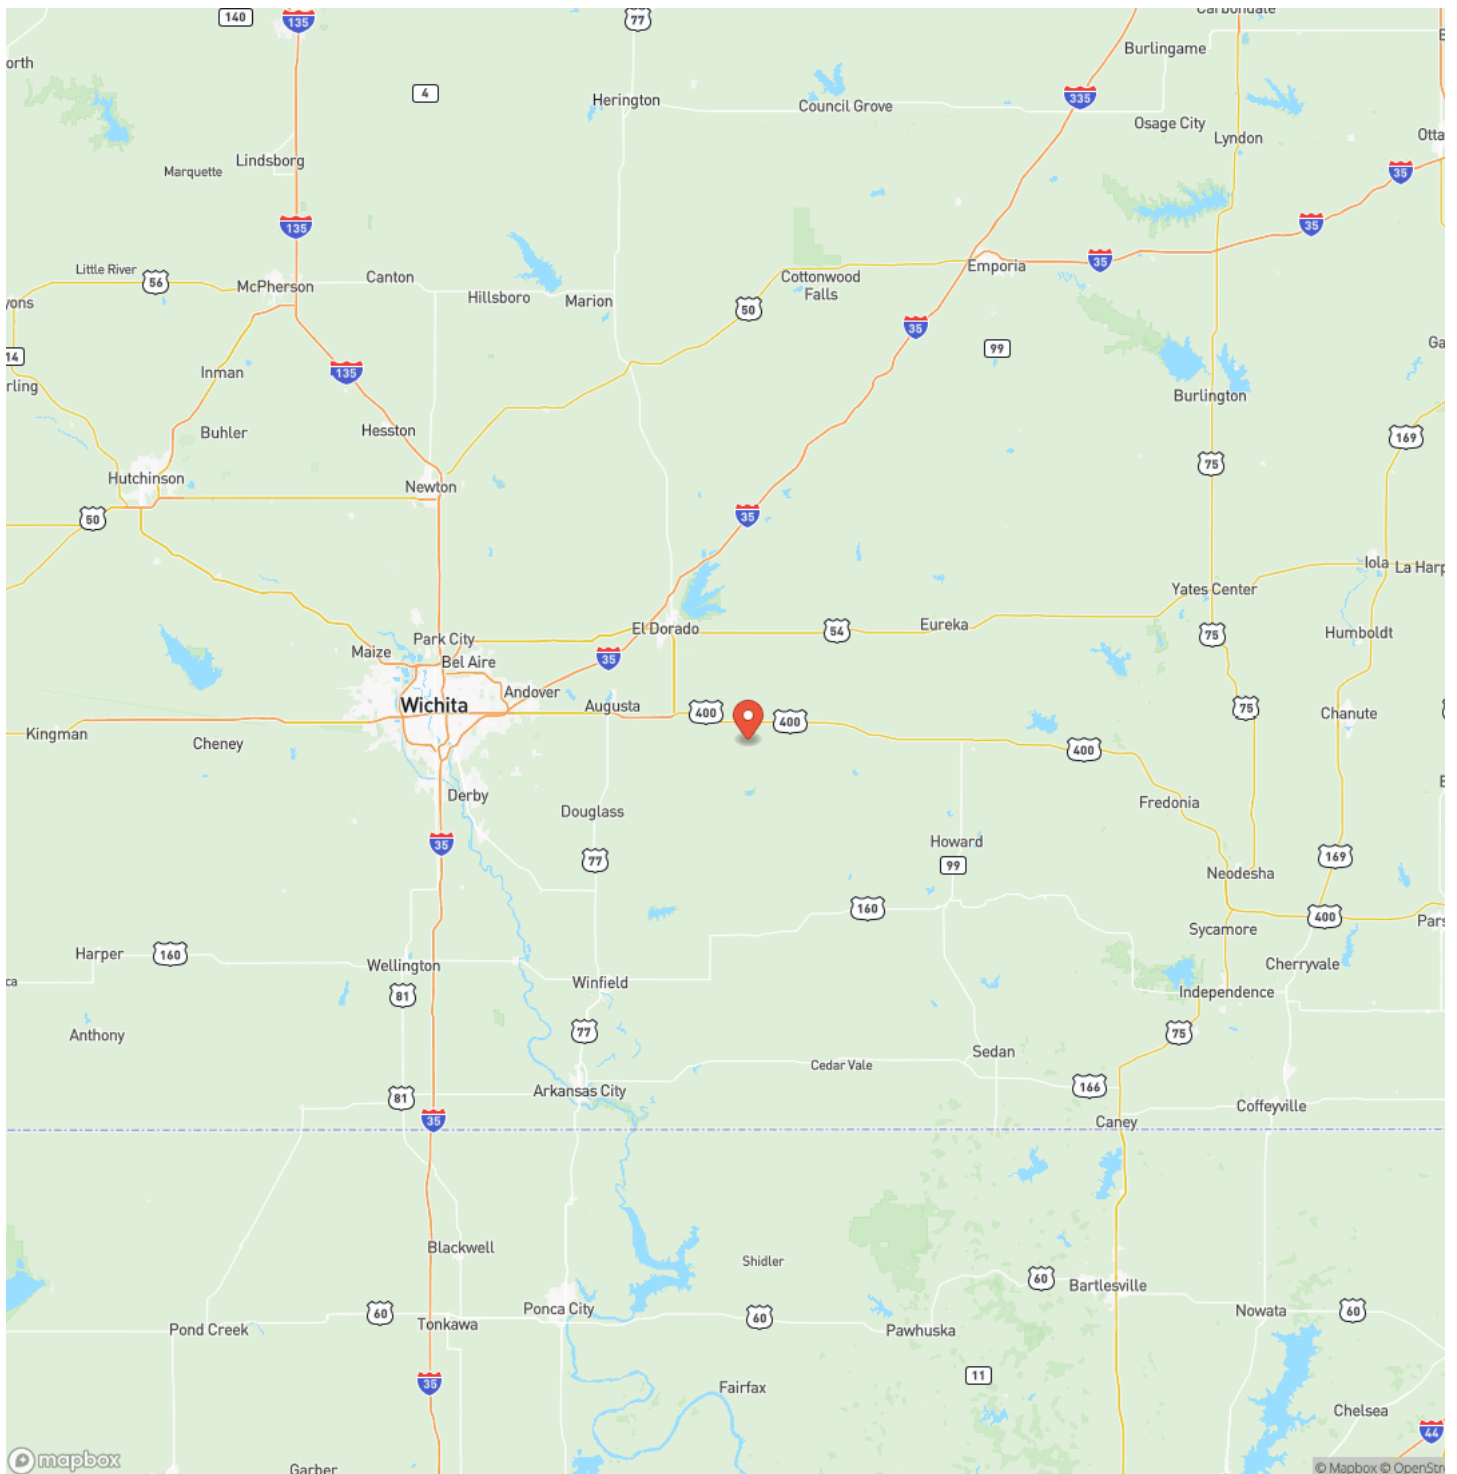 Carbondale
140
135
77
Burlingame
orth
4
Herington
Council Grove
335
Osage City
Lyndon
Otta
Lindsborg
Marquette
35
135
35
Little River
56
Canton
Cottonwood
Falls
Emporia
35
McPherson
Hillsboro
Marion
yons
50
35
14
99
Ga
Inman
135
rling
Burlington
Buhler
Hesston
169
Hutchinson
Newton
75
50
35
Iola
La Harp
Yates Center
El Dorado
54
Eureka
75
Humboldt
Park City
Maize
Bel Aire
35
Andover
Wichita
Augusta
400
400
75
Chanute
Kingman
Cheney
400
Derby
Fredonia
Douglass
35
Howard
77
99
169
Neodesha
160
400
Pars
Sycamore
Harper
160
Wellington
Cherryvale
ca
Winfield
81
Independence
Anthony
77
75
Sedan
Cedar Vale
Arkansas City
166
81
Coffeyville
35
Caney
Blackwell
Shidler
60
Bartlesville
Ponca City
60
60
Nowata
60
Pond Creek
Tonkawa
Pawhuska
11
35
Fairfax
Chelsea
44
mapbox
Garber
© Mapbox © OpenStre